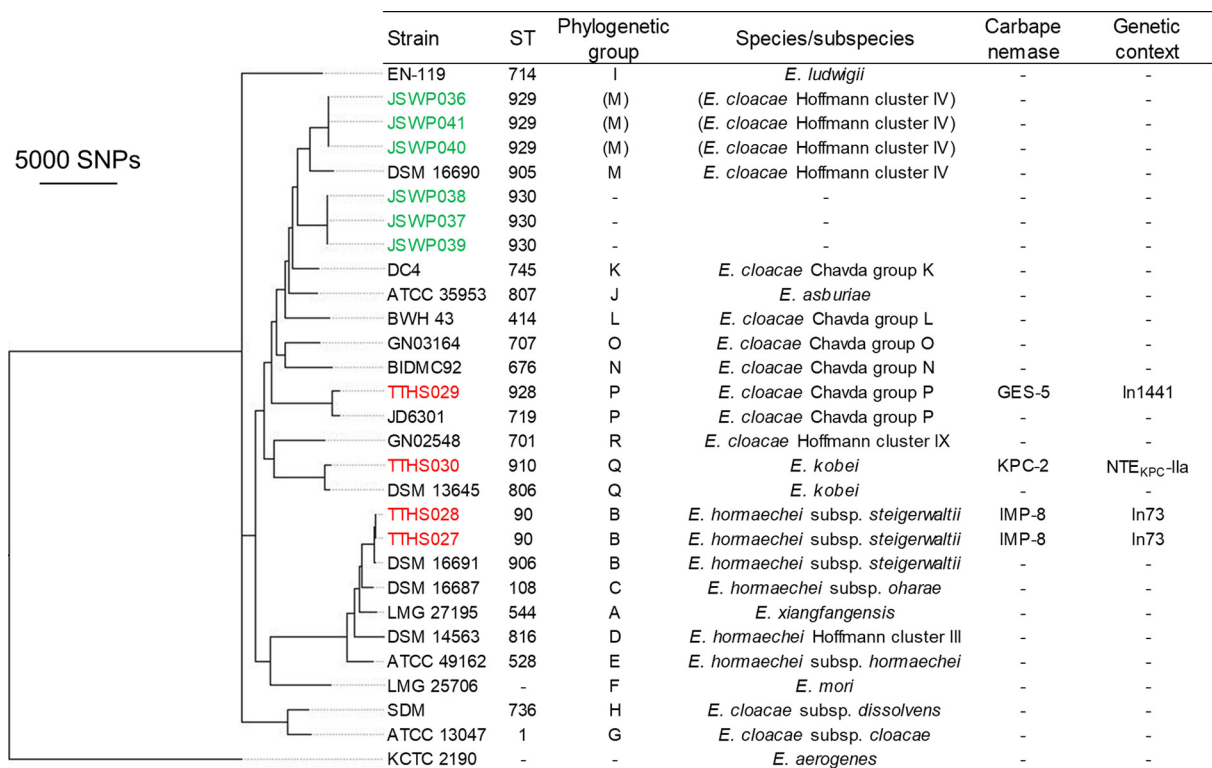 Strain ST Phylogenetic group Species/subspecies Carbape nemase Genetic context
EN-119 714 I E. ludwigii - -
JSWP036 929 (M) (E. cloacae Hoffmann cluster IV) - -
JSWP041 929 (M) (E. cloacae Hoffmann cluster IV) - -
JSWP040 929 (M) (E. cloacae Hoffmann cluster IV) - -
5000 SNPs
DSM 16690 905 M E. cloacae Hoffmann cluster IV - -
JSWP038 930 - - - -
JSWP037 930 - - - -
JSWP039 930 - - - -
DC4 745 K E. cloacae Chavda group K - -
ATCC 35953 807 J E. asburiae - -
BWH 43 414 L E. cloacae Chavda group L - -
GN03164 707 O E. cloacae Chavda group O - -
BIDMC92 676 N E. cloacae Chavda group N - -
TTHS029 928 P E. cloacae Chavda group P GES-5 In1441
JD6301 719 P E. cloacae Chavda group P - -
GN02548 701 R E. cloacae Hoffmann cluster IX - -
TTHS030 910 Q E. kobei KPC-2 NTEKPC-IIa
DSM 13645 806 Q E. kobei - -
TTHS028 90 B E. hormaechei subsp. steigerwaltii IMP-8 In73
TTHS027 90 B E. hormaechei subsp. steigerwaltii IMP-8 In73
DSM 16691 906 B E. hormaechei subsp. steigerwaltii - -
DSM 16687 108 C E. hormaechei subsp. oharae - -
LMG 27195 544 A E. xiangfangensis - -
DSM 14563 816 D E. hormaechei Hoffmann cluster III - -
ATCC 49162 528 E E. hormaechei subsp. hormaechei - -
LMG 25706 - F E. mori - -
SDM 736 H E. cloacae subsp. dissolvens - -
ATCC 13047 1 G E. cloacae subsp. cloacae - -
KCTC 2190 - - E. aerogenes - -